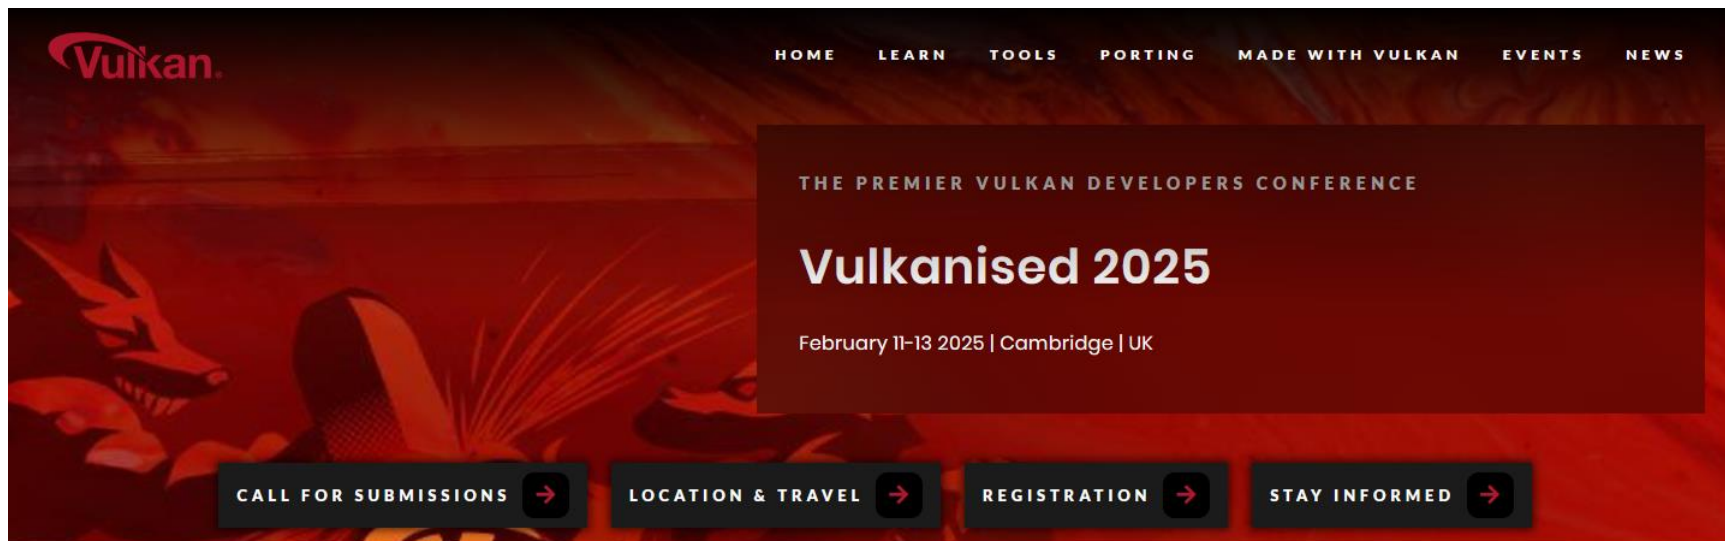 Vulkan.
HOME LEARN TOOLS PORTING MADE WITH VULKAN EVENTS NEWS
THE PREMIER VULKAN DEVELOPERS CONFERENCE
Vulkanised 2025
February 11-13 2025 | Cambridge | UK
CALL FOR SUBMISSIONS LOCATION & TRAVEL REGISTRATION STAY INFORMED